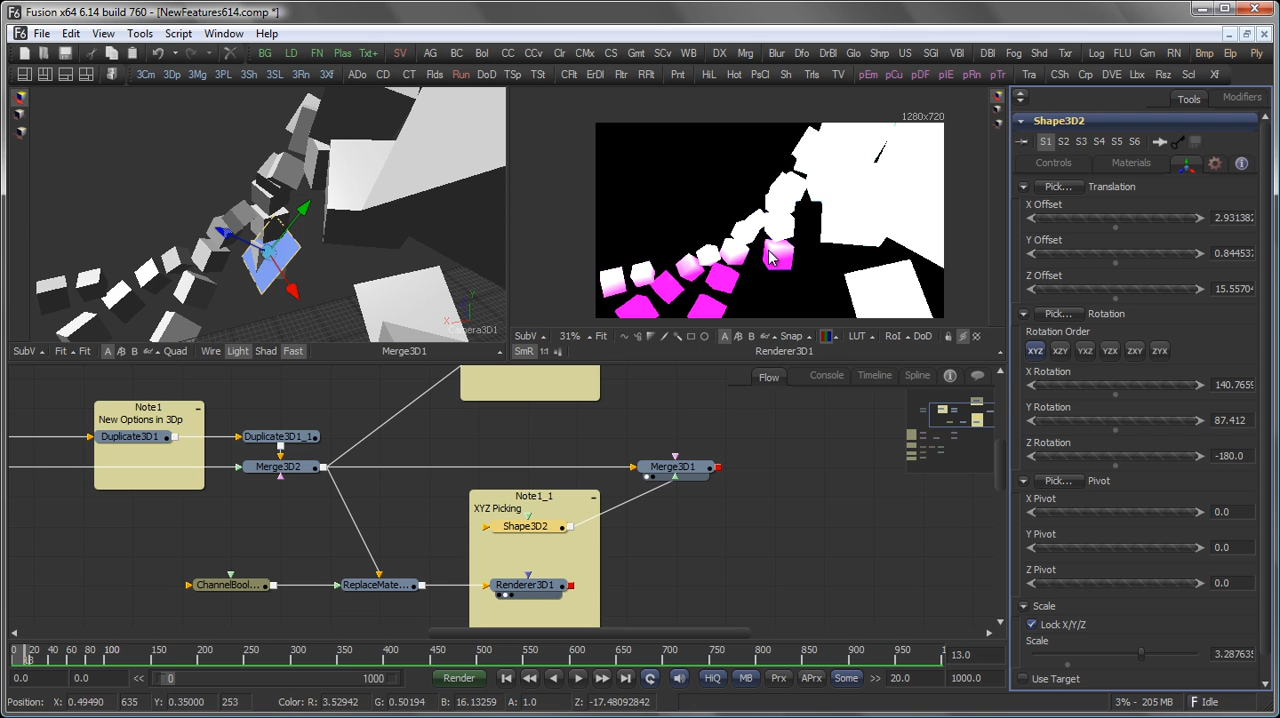 Fusion x64 6.14 build 760 - [NewFeatures614.comp *]
File Edit View Tools Script Window Help
BG LD FN Mask Plas Txt+ SV AG BC Bol CC CCv Clr CMx CS Gmt SCv WB DX Mrg Blur Dfo DrBl Glo Shrp US SGl VBl DBl Fog Shd Txr Log FLU Gm RN Bmp Elp Ply
3Cm 3Dp 3Mg 3PL 3Sh 3SL 3Rn 3Xf ADo CD CT Flds Run DoD TSp TSt CFlt ErDl Fltr RFlt Pnt HiL Hot PsCl Sh Trls TV pEm pCu pDF pIE pRn pTr Tra CSh Crp DVE Lbx Rsz Scl Xf
Tools Modifiers
Shape3D2
S1 S2 S3 S4 S5 S6
Controls Materials
Pick... Translation
X Offset
2.931382
Y Offset
0.844537
Z Offset
15.55704
Pick... Rotation
Rotation Order
XYZ XZY YXZ YZX ZXY ZYX
X Rotation
140.7659
Y Rotation
87.412
Z Rotation
-180.0
Pick... Pivot
X Pivot
0.0
Y Pivot
0.0
Z Pivot
0.0
Scale
Lock X/Y/Z
Scale
3.287635
Use Target
1280x720
X
Camera3D1
SubV Fit Fit A B Quad Wire Light Shad Fast Merge3D1
SubV 31% Fit A B Snap LUT RoI DoD
SmR 1:1 Renderer3D1
Flow Console Timeline Spline
Note1
New Options in 3Dp
Duplicate3D1
Duplicate3D1_1
Merge3D2
Merge3D1
Note1_1
XYZ Picking
Shape3D2
ChannelBool...
ReplaceMate...
Renderer3D1
0 20 40 60 80 100 150 200 250 300 350 400 450 500 550 600 650 700 750 800 850 900 1
13.0
0.0 0.0 << 0 1000 Render HiQ MB Prx APrx Some >> 20.0 1000.0
Position: X: 0.49490 635 Y: 0.35000 253 Color: R: 3.52942 G: 0.50194 B: 16.13259 A: 1.0 Z: -17.48092842 3% - 205 MB Idle